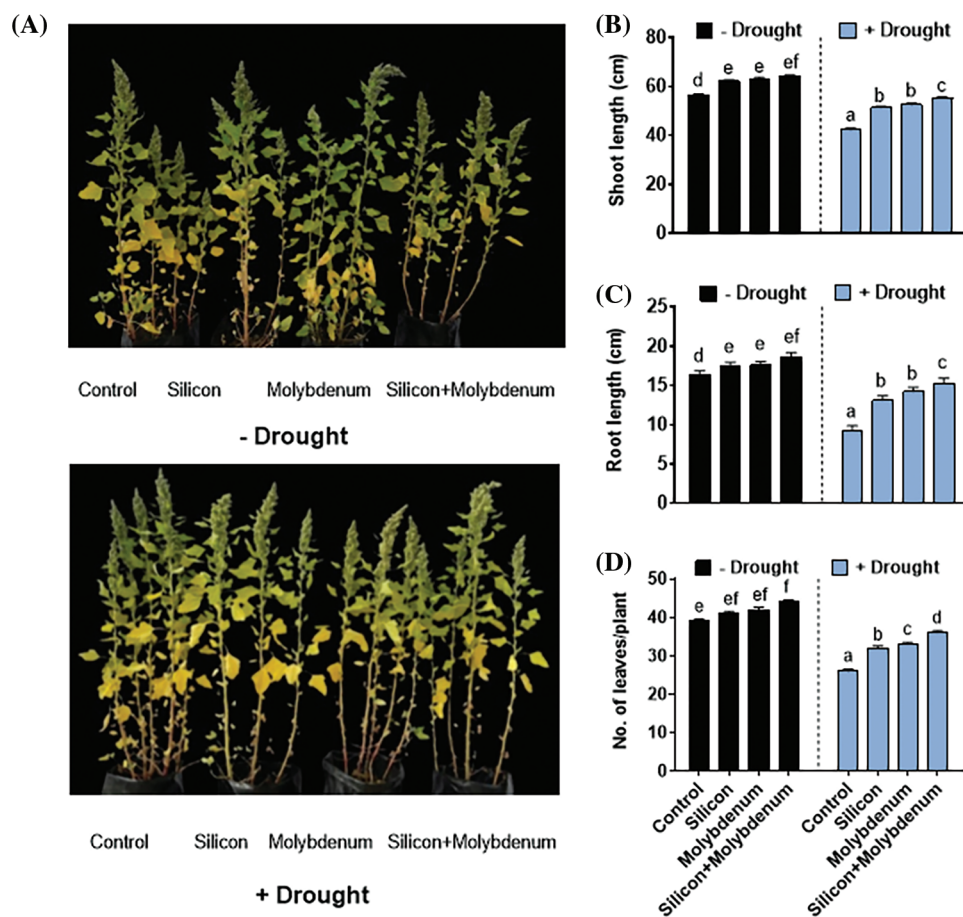 (A)
Control Silicon Molybdenum Silicon+Molybdenum
- Drought
Control Silicon Molybdenum Silicon+Molybdenum
+ Drought
(B)
- Drought + Drought
Shoot length (cm)
80
60
40
20
0
d e e ef a b b c
(C)
- Drought + Drought
Root length (cm)
25
20
15
10
5
0
d e e ef a b b c
(D)
- Drought + Drought
No. of leaves/plant
50
40
30
20
10
0
e ef ef f a b c d
Control Silicon Molybdenum Silicon+Molybdenum Control Silicon Molybdenum Silicon+Molybdenum